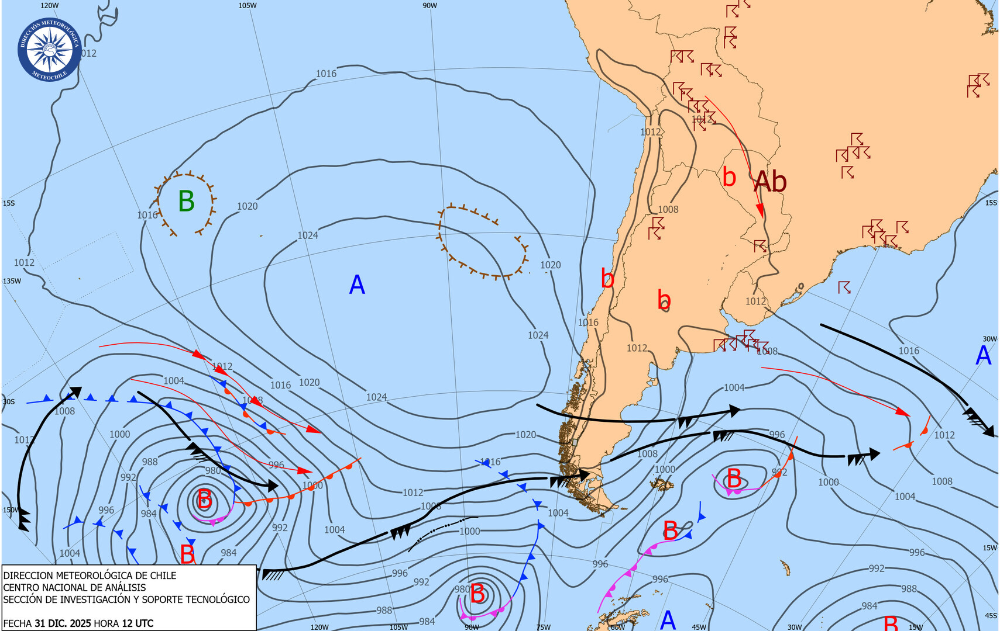 120W 105W 90W
DIRECCIÓN METEOROLÓGICA
METEOCHILE
1012
1016
1012
1012
1012
b
Ab
B
15S
15S
1020
1016
1008
1024
1012
1020
A
b
135W
b
1012
1016
1024
30W
1012
1016
1008
A
1012
1004
1020
1016
1004
1024
30S
1008
1008
1000
1020
996
1012
1012
1008
988
1016
996
980
1000
992
B
992
1000
1008
1000
B
1012
1004
1008
150W
996
984
1004
992
1004
1000
B
15W
1004
B
984
996
996
992
996
996
992
988
980
B
984
988
984
A
45S
B
120W 105W 90W 75W 60W 45W 30W 15W
DIRECCION METEOROLÓGICA DE CHILE
CENTRO NACIONAL DE ANÁLISIS
SECCIÓN DE INVESTIGACIÓN Y SOPORTE TECNOLÓGICO
FECHA 31 DIC. 2025 HORA 12 UTC